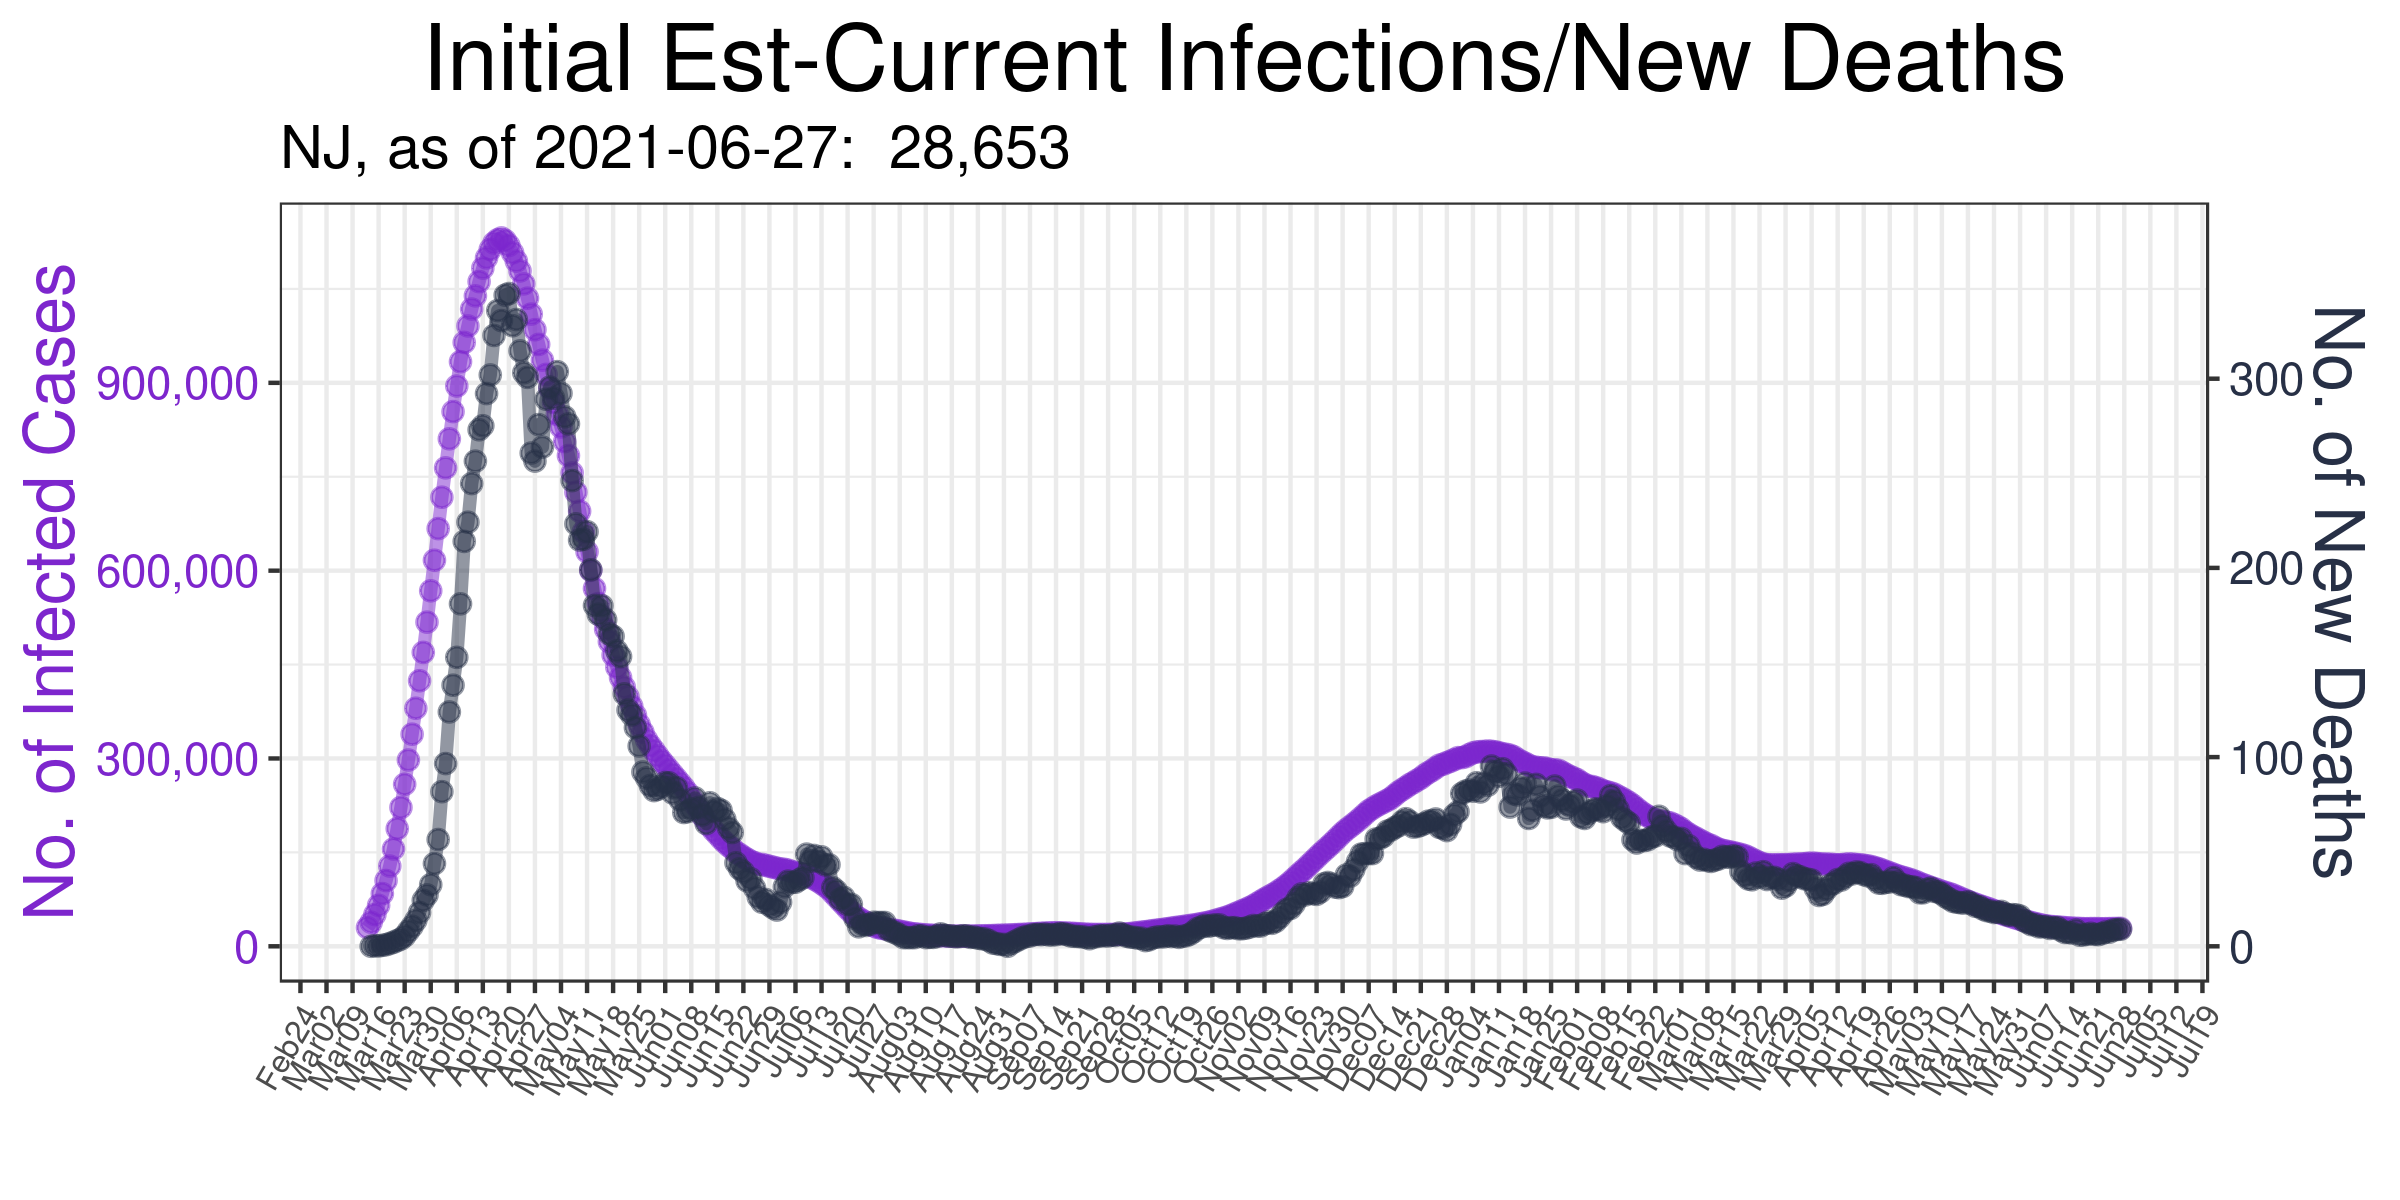 Initial Est-Current Infections/New Deaths
NJ, as of 2021-06-27:  28,653
No. of Infected Cases
900,000
600,000
300,000
0
No. of New Deaths
300
200
100
0
Feb24
Mar02
Mar09
Mar16
Mar23
Mar30
Apr06
Apr13
Apr20
Apr27
May04
May11
May18
May25
Jun01
Jun08
Jun15
Jun22
Jun29
Jul06
Jul13
Jul20
Jul27
Aug03
Aug10
Aug17
Aug24
Aug31
Sep07
Sep14
Sep21
Sep28
Oct05
Oct12
Oct19
Oct26
Nov02
Nov09
Nov16
Nov23
Nov30
Dec07
Dec14
Dec21
Dec28
Jan04
Jan11
Jan18
Jan25
Feb01
Feb08
Feb15
Feb22
Mar01
Mar08
Mar15
Mar22
Mar29
Apr05
Apr12
Apr19
Apr26
May03
May10
May17
May24
May31
Jun07
Jun14
Jun21
Jun28
Jul05
Jul12
Jul19